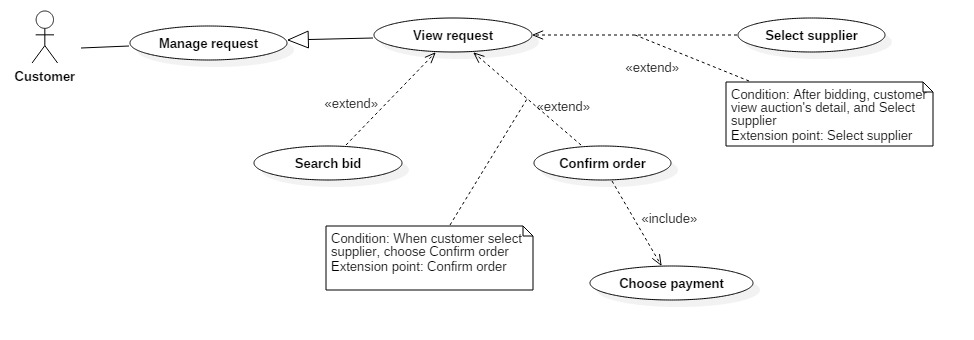 Customer
Manage request
View request
Select supplier
«extend»
Condition: After bidding, customer
view auction's detail, and Select
supplier
Extension point: Select supplier
«extend»
«extend»
Search bid
Confirm order
«include»
Condition: When customer select
supplier, choose Confirm order
Extension point: Confirm order
Choose payment